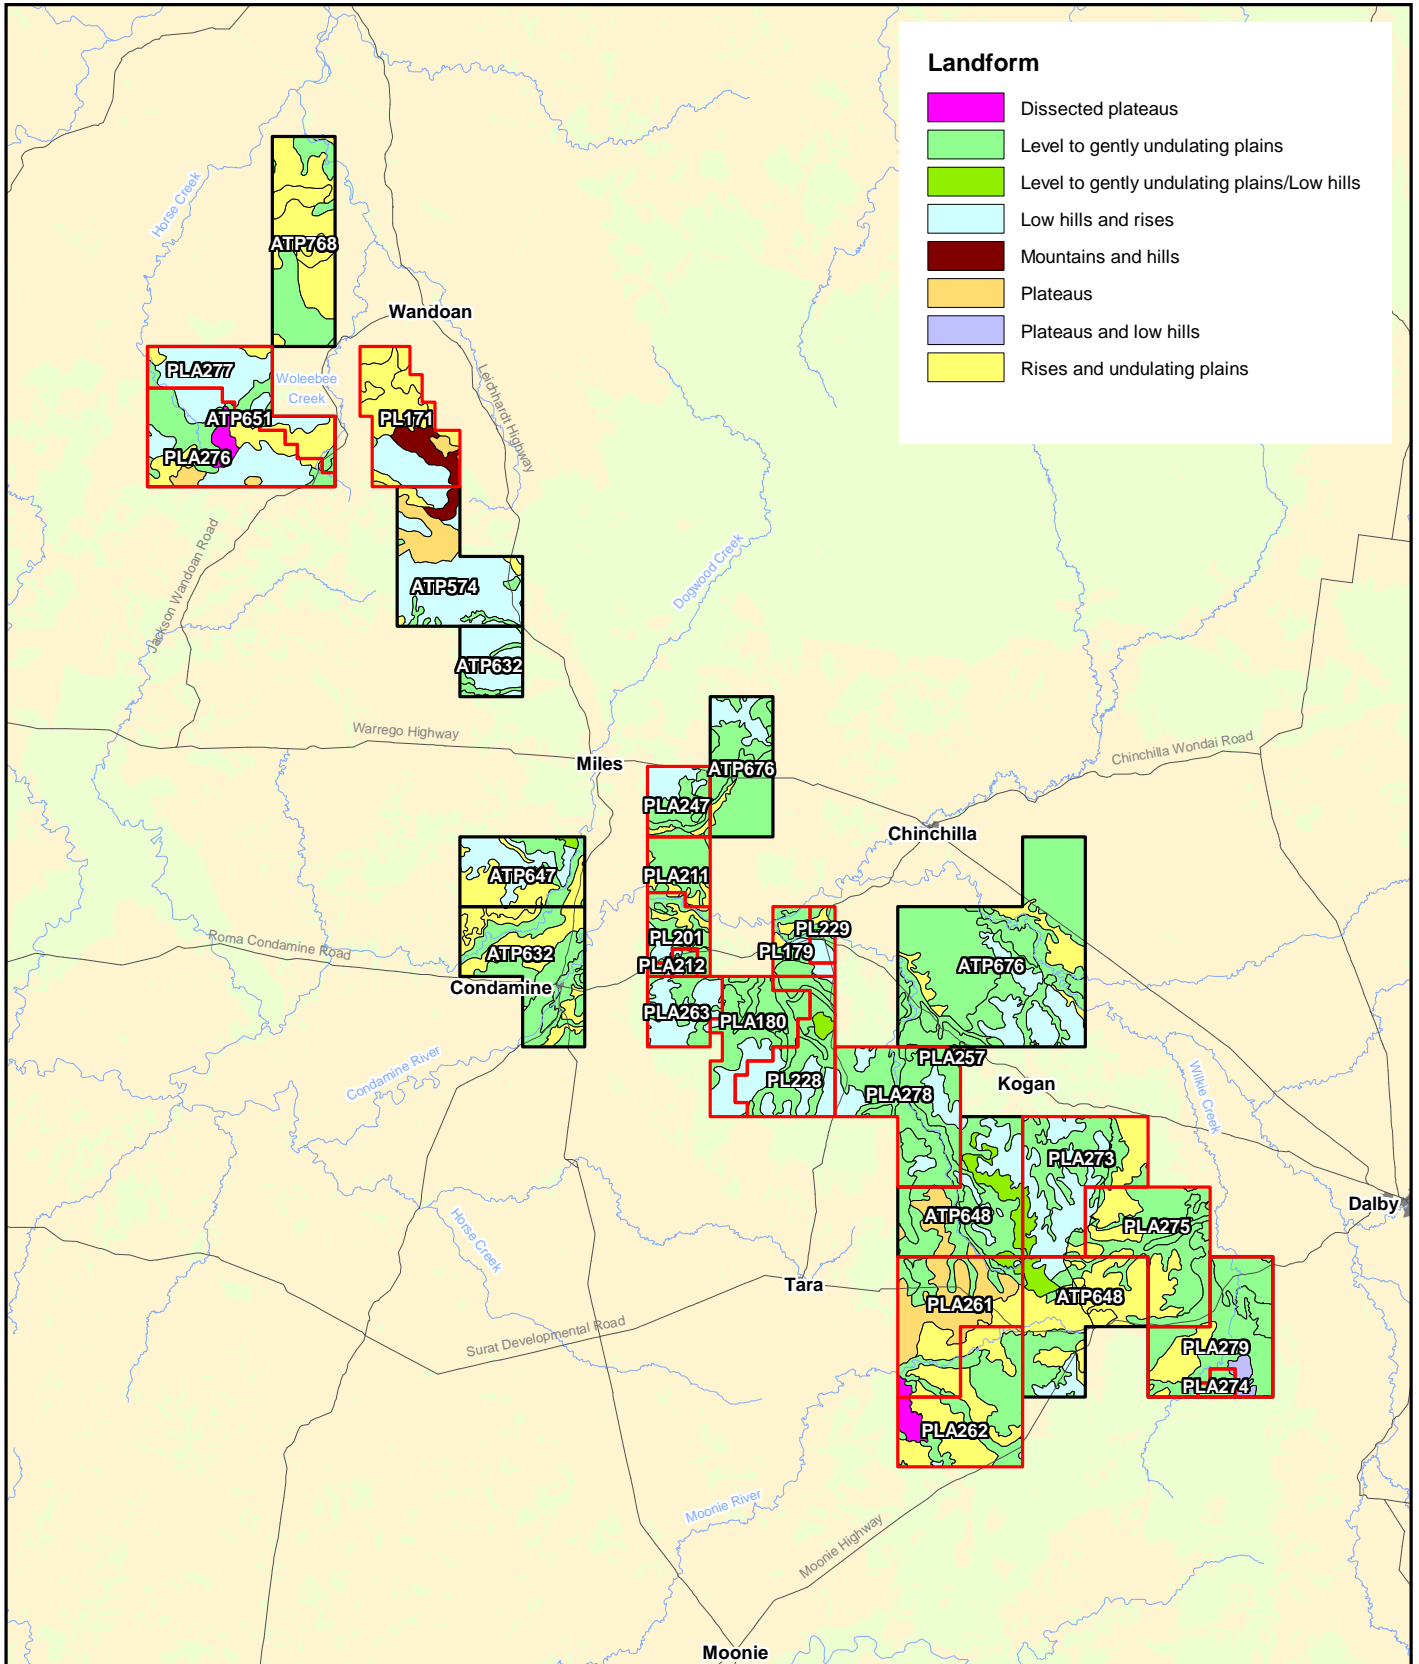 Landform
Dissected plateaus
Level to gently undulating plains
Level to gently undulating plains/Low hills
Low hills and rises
Mountains and hills
Plateaus
Plateaus and low hills
Rises and undulating plains
Horse Creek
ATP768
Wandoan
PLA277
Woleebee
Creek
Leichhardt Highway
ATP651
PL171
PLA276
Jackson Wandoan Road
Dogwood Creek
ATP574
ATP632
Warrego Highway
Miles
ATP676
Chinchilla Wondai Road
PLA247
Chinchilla
ATP647
PLA211
Roma Condamine Road
ATP632
PL201
PL229
PL179
PLA212
ATP676
Condamine
PLA263
PLA180
Condamine River
PLA257
PL228
PLA278
Kogan
Wilkie Creek
PLA273
Horse Creek
ATP648
PLA275
Dalby
Tara
PLA261
ATP648
Surat Developmental Road
PLA279
PLA274
PLA262
Moonie River
Moonie Highway
Moonie